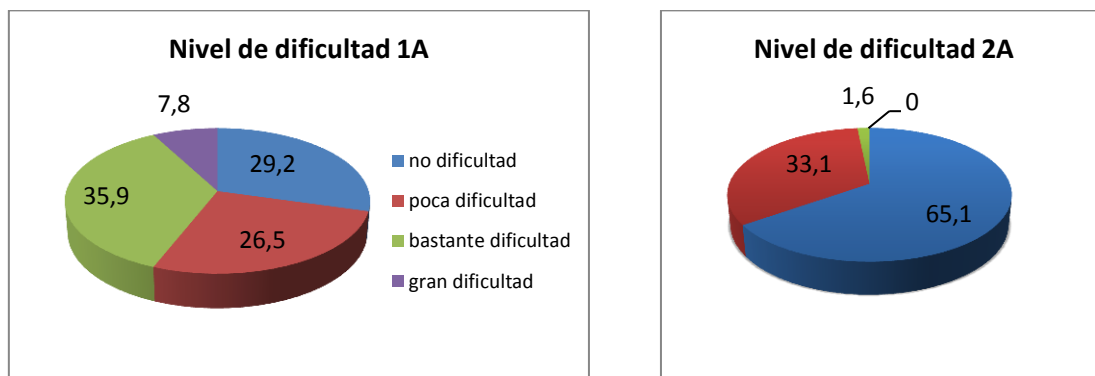 Nivel de dificultad 1A
7,8
29,2
35,9
26,5
no dificultad
poca dificultad
bastante dificultad
gran dificultad
Nivel de dificultad 2A
1,6
0
33,1
65,1